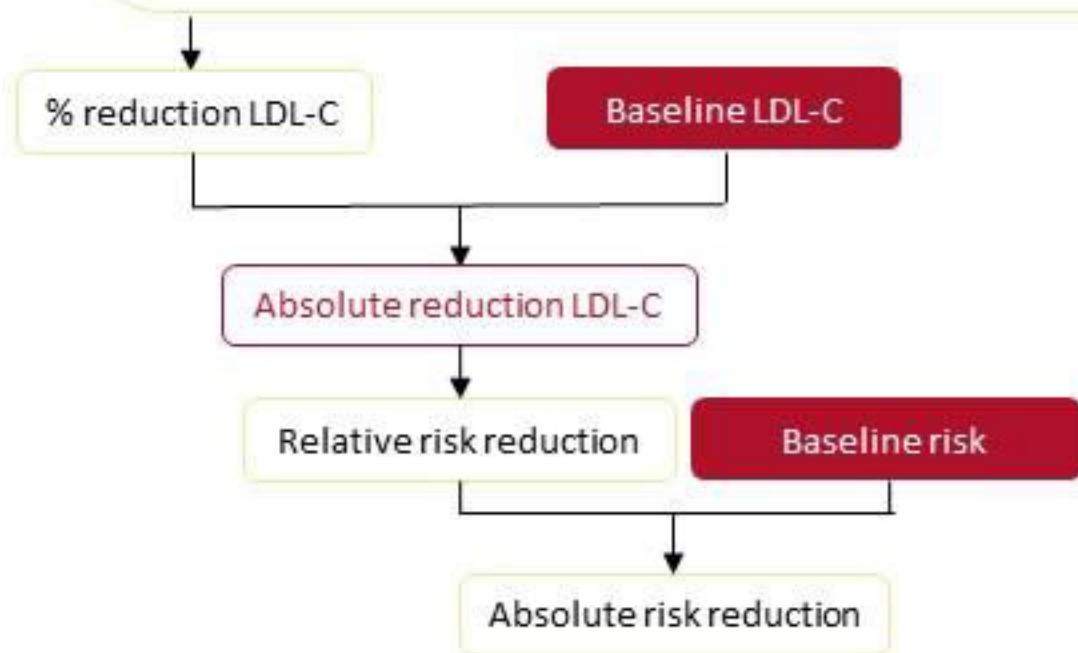 % reduction LDL-C
Baseline LDL-C
Absolute reduction LDL-C
Relative risk reduction
Baseline risk
Absolute risk reduction